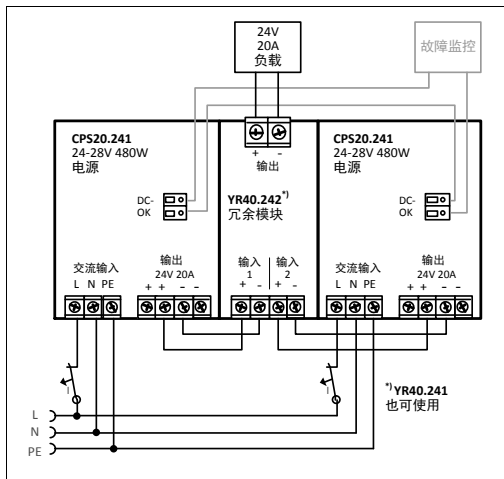 24V
20A
负载
故障监控
CPS20.241
24-28V 480W
电源
DC-
OK
交流输入
L N PE
输出
24V 20A
+ + - -
+ -
输出
YR40.242*)
冗余模块
输入 输入
1 2
+ - + -
CPS20.241
24-28V 480W
电源
DC-
OK
交流输入
L N PE
输出
24V 20A
+ + - -
I
I
*) YR40.241
也可使用
L
N
PE